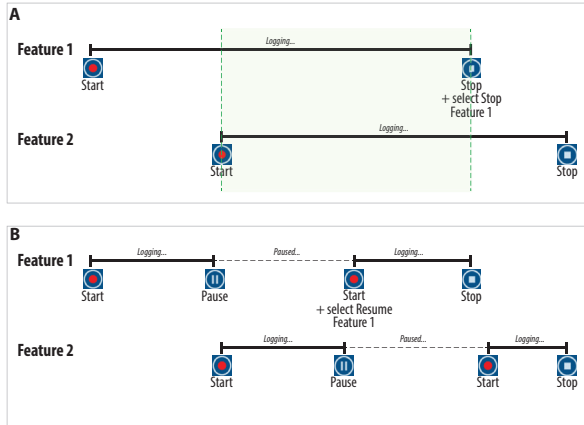 A
Feature 1
Logging...
Start
Stop
+ select Stop
Feature 1
Feature 2
Logging...
Start
Stop
B
Feature 1
Logging...
Paused...
Logging...
Start
Pause
Start
+ select Resume
Feature 1
Stop
Feature 2
Logging...
Paused...
Logging...
Start
Pause
Start
Stop